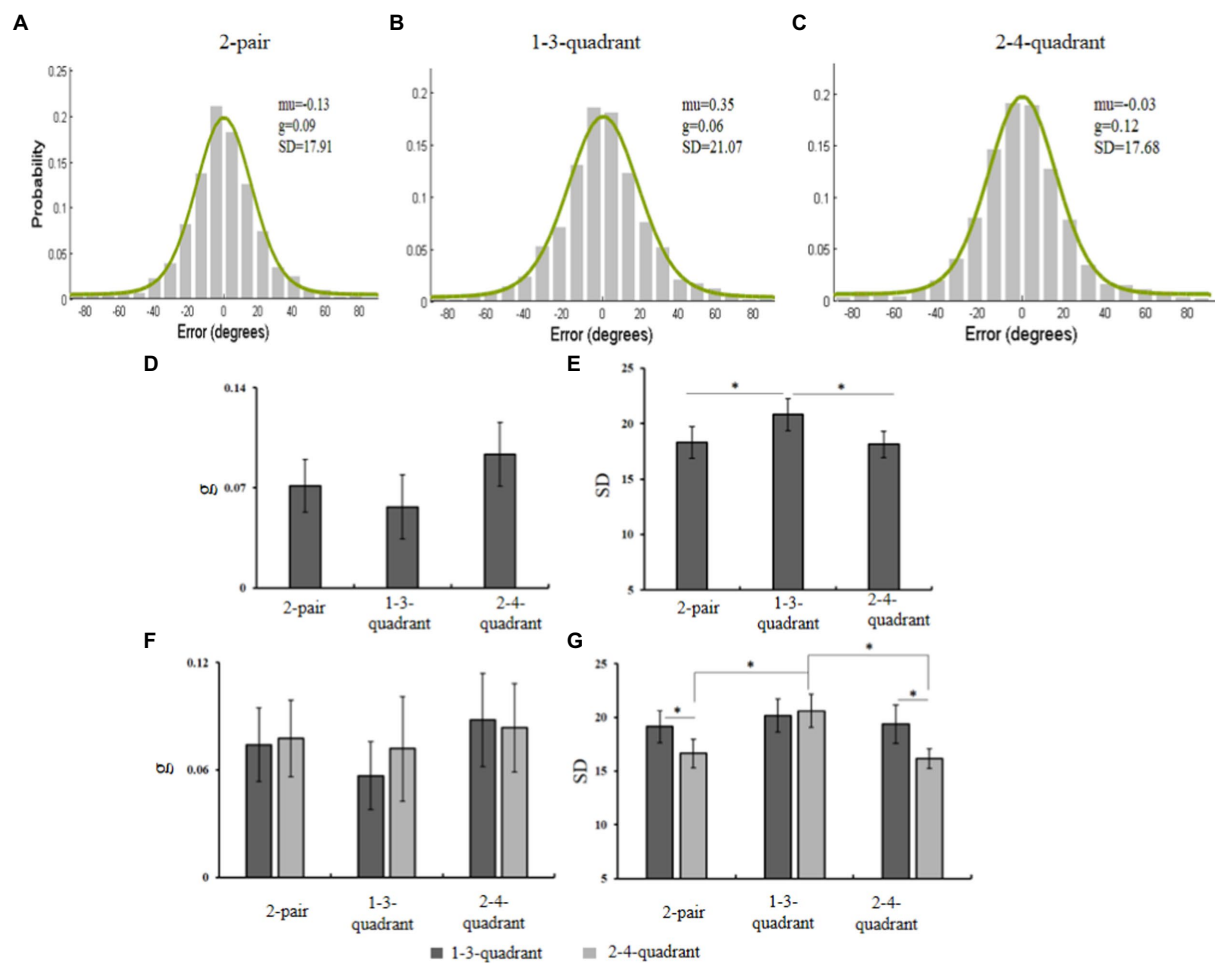 A
2-pair
Probability
0.25
0.2
0.15
0.1
0.05
0
mu=-0.13
g=0.09
SD=17.91
-80 -60 -40 -20 0 20 40 60 80
Error (degrees)
B
1-3-quadrant
0.2
0.15
0.1
0.05
0
mu=0.35
g=0.06
SD=21.07
-80 -60 -40 -20 0 20 40 60 80
Error (degrees)
C
2-4-quadrant
0.2
0.15
0.1
0.05
0
mu=-0.03
g=0.12
SD=17.68
-80 -60 -40 -20 0 20 40 60 80
Error (degrees)
D
g
0.14
0.07
0
2-pair
1-3-
quadrant
2-4-
quadrant
E
SD
25
20
15
10
5
*
*
2-pair
1-3-
quadrant
2-4-
quadrant
F
g
0.12
0.06
0
2-pair
1-3-
quadrant
2-4-
quadrant
G
SD
25
20
15
10
5
*
*
*
*
2-pair
1-3-
quadrant
2-4-
quadrant
1-3-quadrant
2-4-quadrant